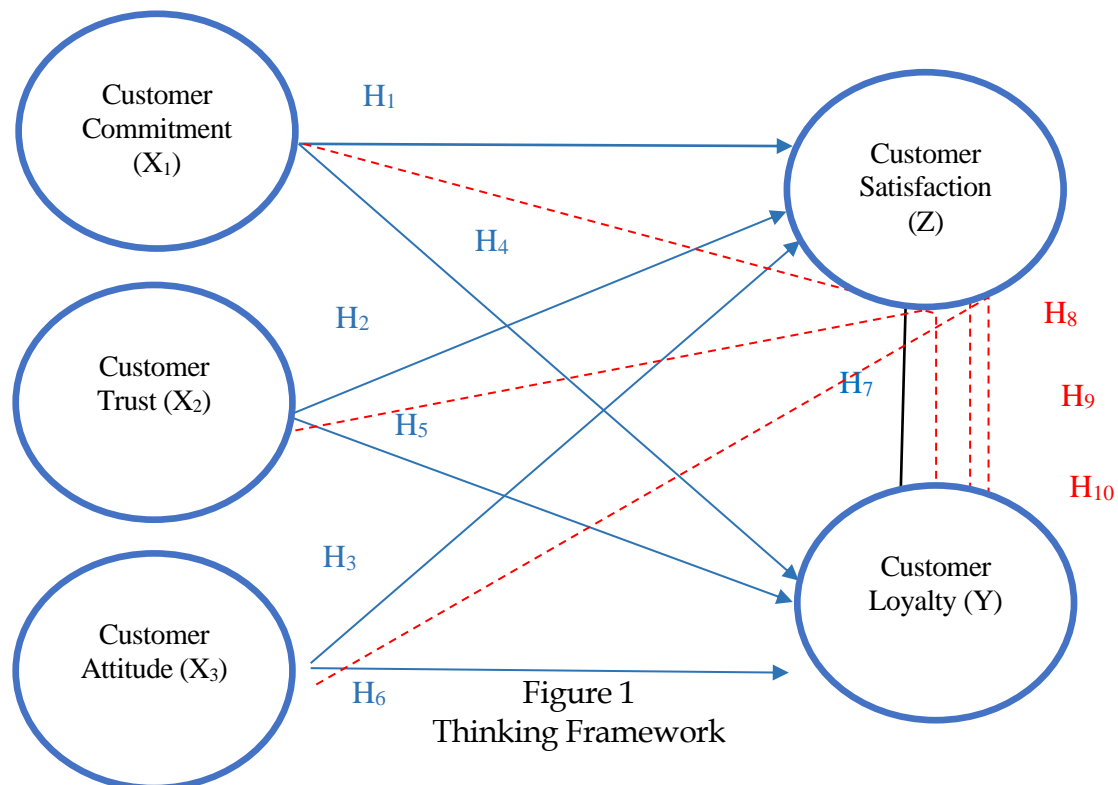 Customer
Commitment
(X₁)
H₁
Customer
Satisfaction
(Z)
H₄
H₂
H₈
Customer
Trust (X₂)
H₇
H₉
H₅
H₁₀
H₃
Customer
Loyalty (Y)
Customer
Attitude (X₃)
H₆
Figure 1
Thinking Framework